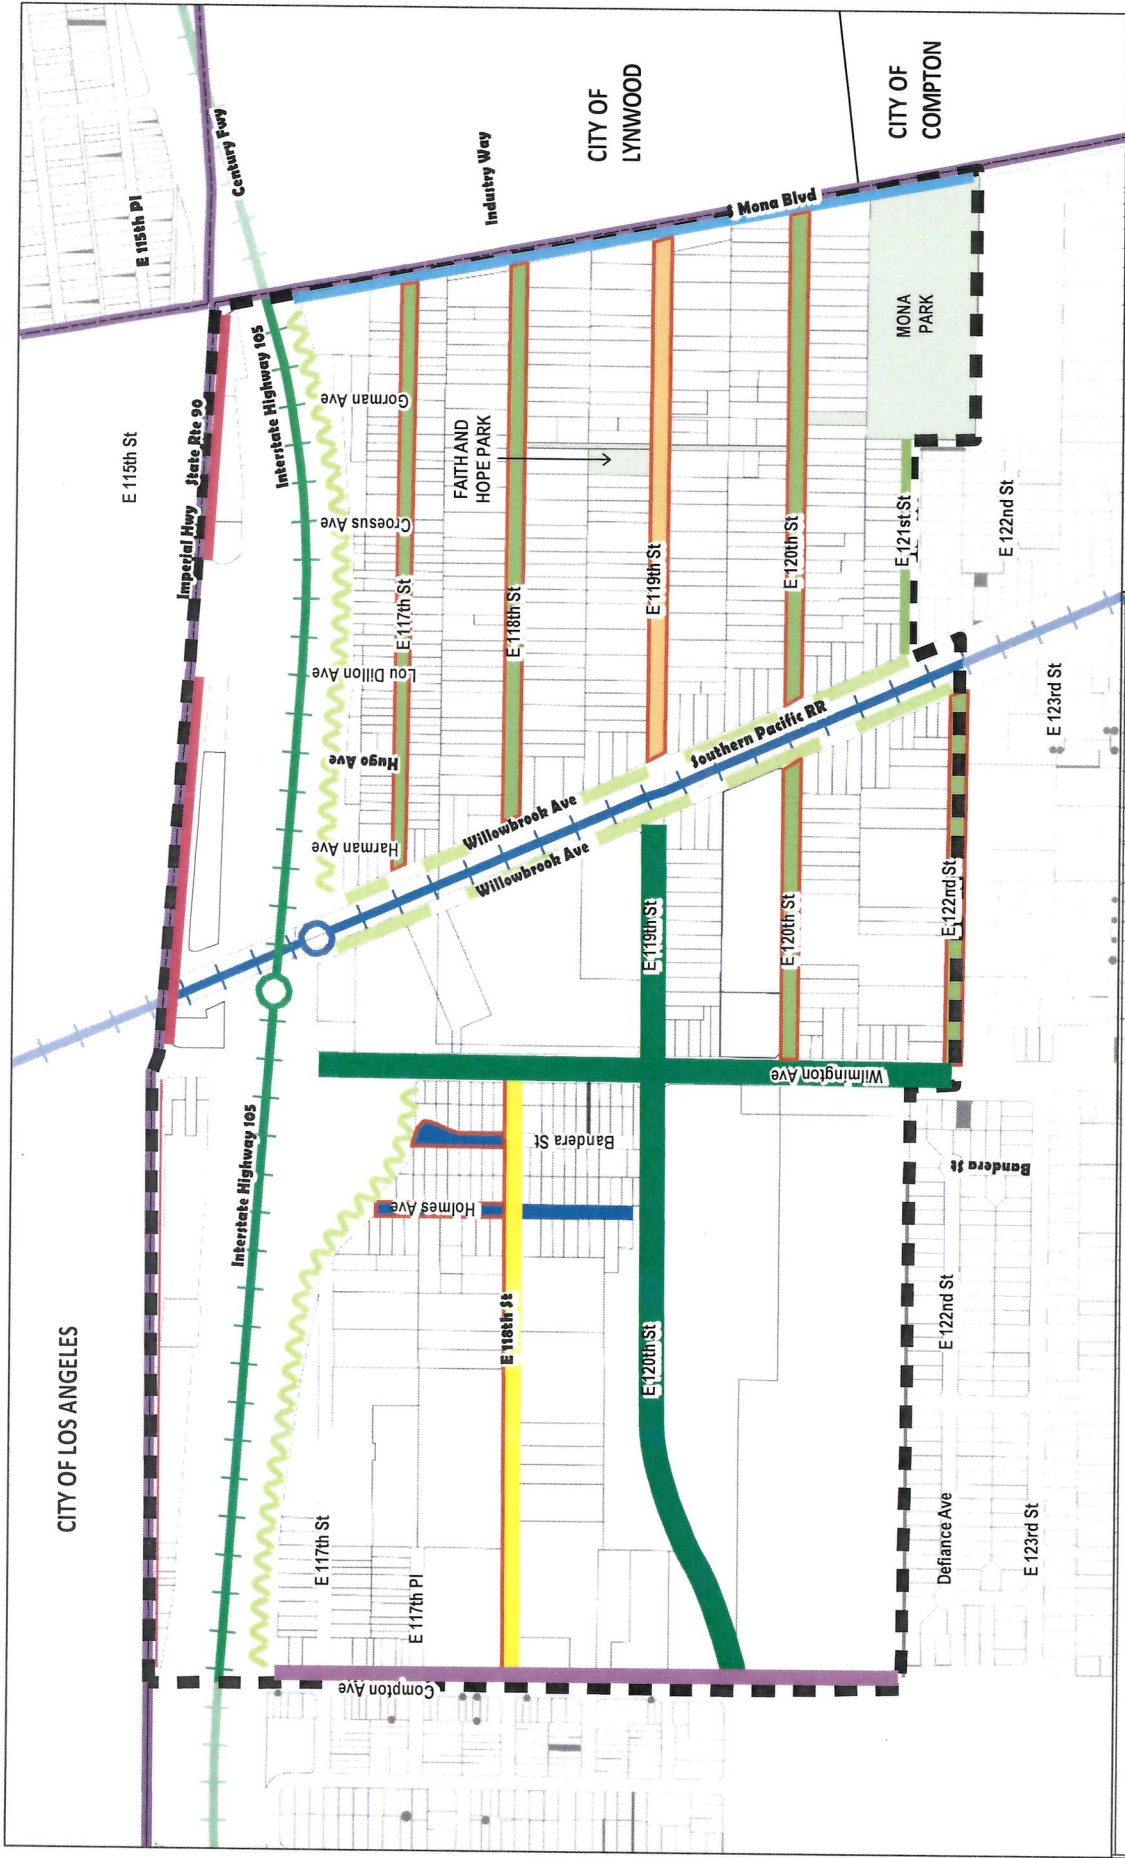 CITY OF LOS ANGELES
E 115th St
E 115th Pl
Imperial Hwy
State Rte 90
Century Fwy
Interstate Highway 105
Interstate Highway 105
Industry Way
CITY OF
LYNWOOD
CITY OF
COMPTON
S Mona Blvd
E 117th St
E 117th Pl
Compton Ave
Holmes Ave
Bandera St
Wilmington Ave
Harman Ave
Hugo Ave
Lou Dillon Ave
Croesus Ave
Gorman Ave
E 117th St
E 118th St
E 118th St
FAITH AND
HOPE PARK
Willowbrook Ave
Willowbrook Ave
Southern Pacific RR
E 120th St
E 119th St
E 119th St
E 120th St
E 120th St
MONA
PARK
E 121st St
E 122nd St
E 122nd St
E 122nd St
Bandera St
Defiance Ave
E 123rd St
E 123rd St